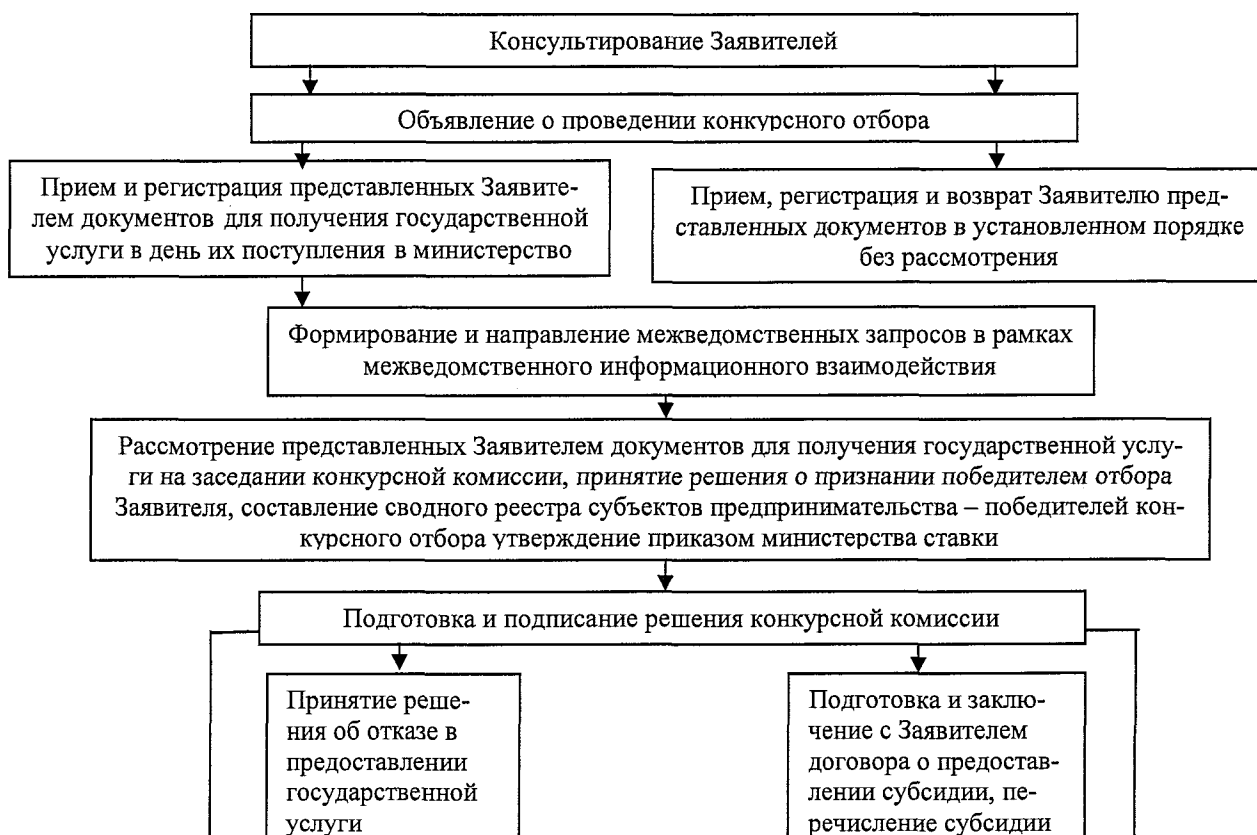 Консультирование Заявителей
Объявление о проведении конкурсного отбора
Прием и регистрация представленных Заявите-
лем документов для получения государственной
услуги в день их поступления в министерство
Прием, регистрация и возврат Заявителю пред-
ставленных документов в установленном порядке
без рассмотрения
Формирование и направление межведомственных запросов в рамках
межведомственного информационного взаимодействия
Рассмотрение представленных Заявителем документов для получения государственной услу-
ги на заседании конкурсной комиссии, принятие решения о признании победителем отбора
Заявителя, составление сводного реестра субъектов предпринимательства – победителей кон-
курсного отбора утверждение приказом министерства ставки
Подготовка и подписание решения конкурсной комиссии
Принятие реше-
ния об отказе в
предоставлении
государственной
услуги
Подготовка и заклю-
чение с Заявителем
договора о предостав-
лении субсидии, пе-
речисление субсидии